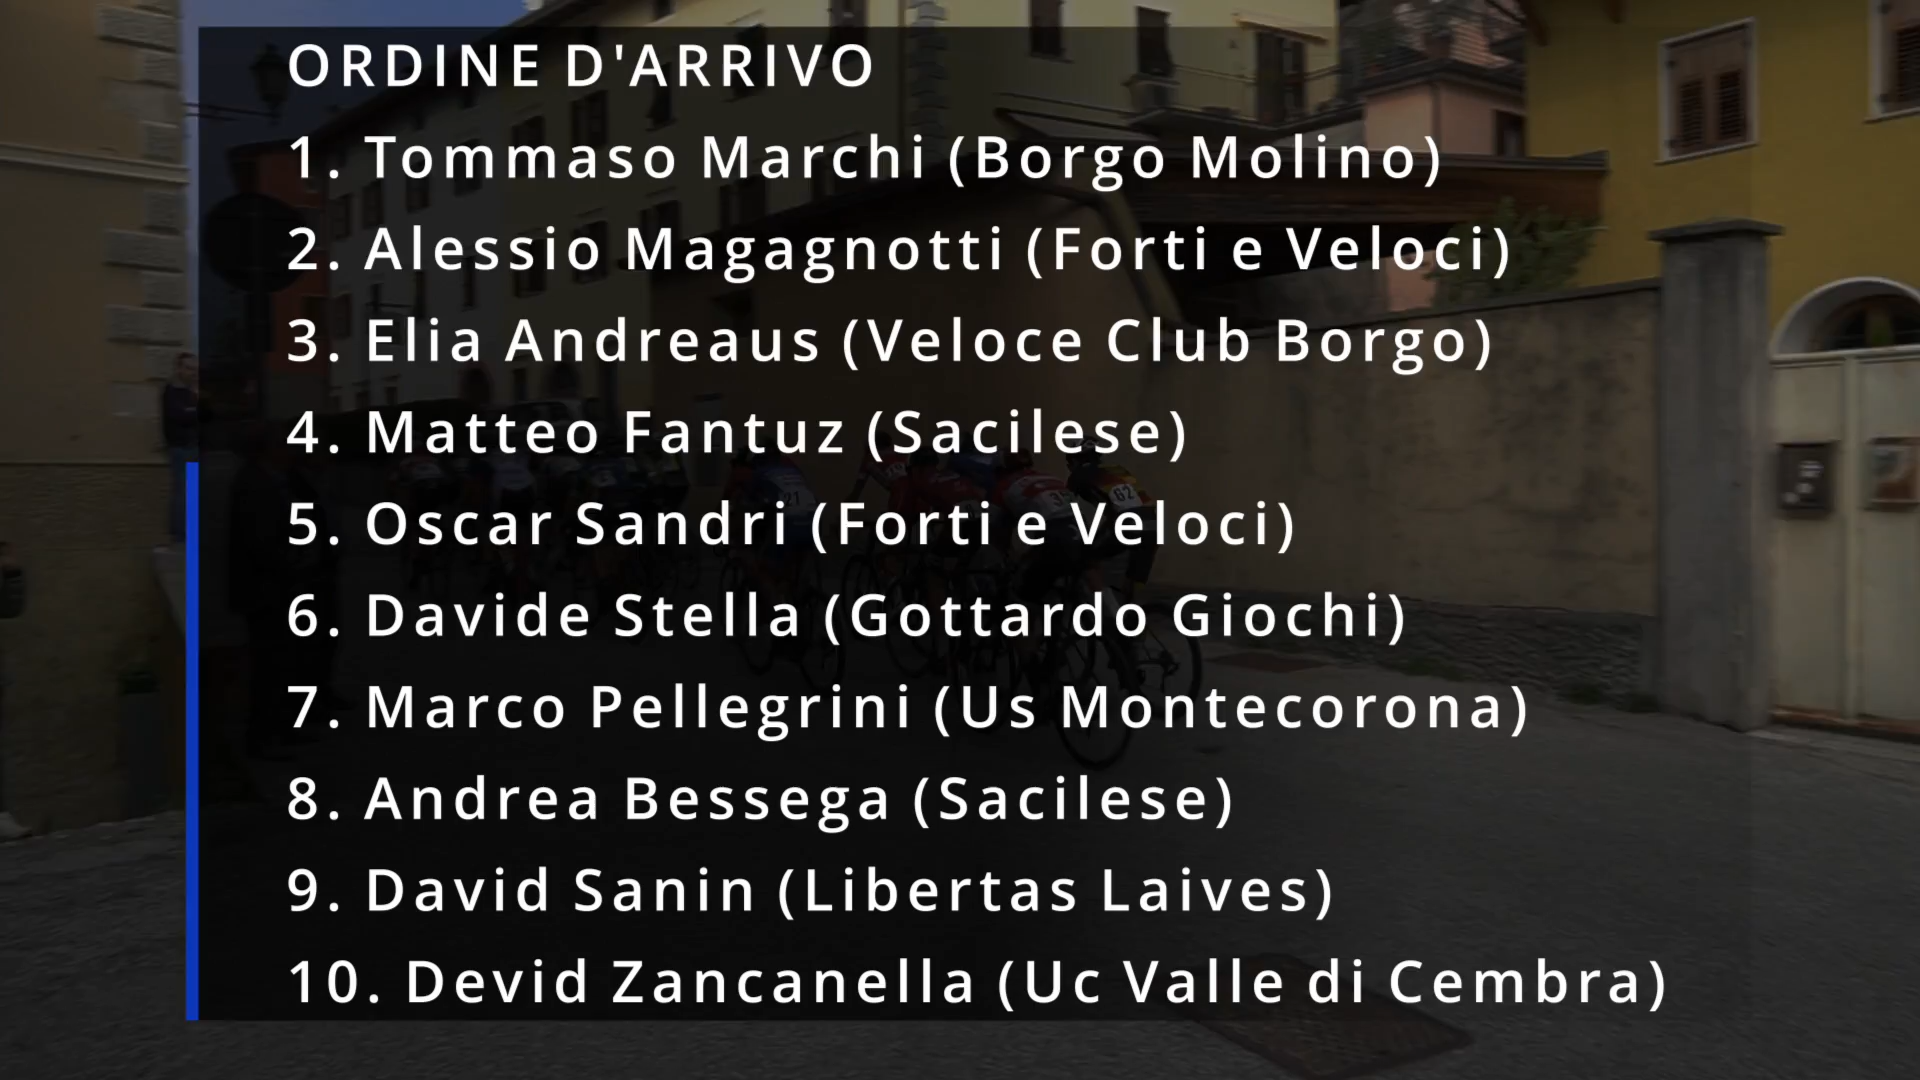 ORDINE D'ARRIVO
1. Tommaso Marchi (Borgo Molino)
2. Alessio Magagnotti (Forti e Veloci)
3. Elia Andreaus (Veloce Club Borgo)
4. Matteo Fantuz (Sacilese)
5. Oscar Sandri (Forti e Veloci)
6. Davide Stella (Gottardo Giochi)
7. Marco Pellegrini (Us Montecorona)
8. Andrea Bessega (Sacilese)
9. David Sanin (Libertas Laives)
10. Devid Zancanella (Uc Valle di Cembra)
21
62